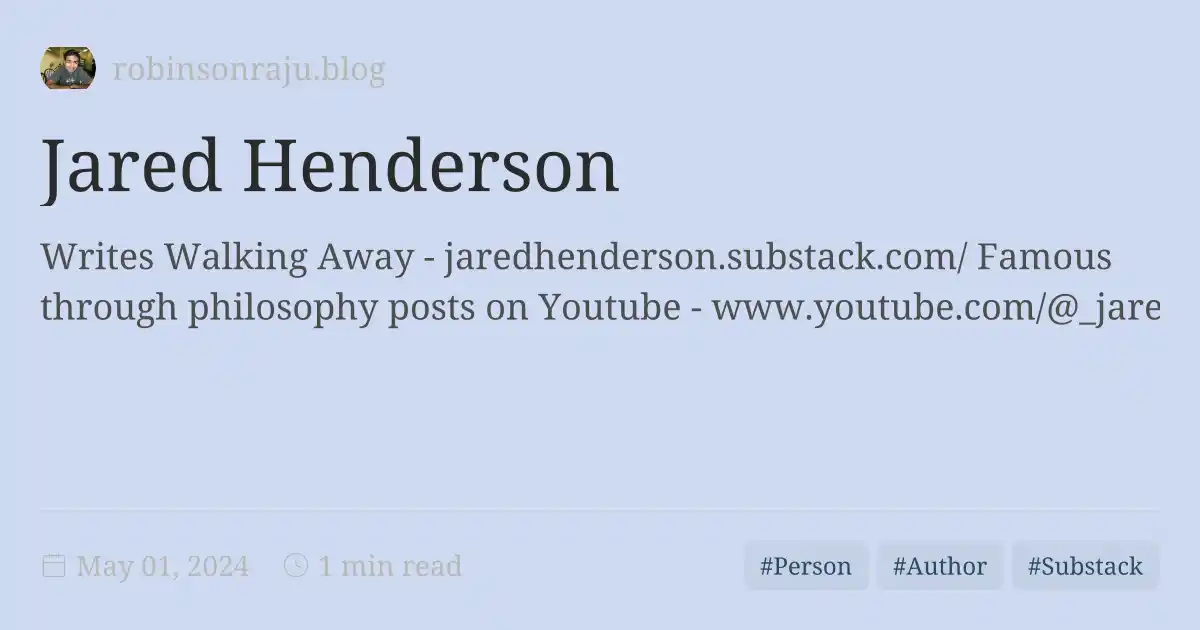 robinsonraju.blog
Jared Henderson
Writes Walking Away - jaredhenderson.substack.com/ Famous
through philosophy posts on Youtube - www.youtube.com/@_jare
May 01, 2024
1 min read
#Person
#Author
#Substack